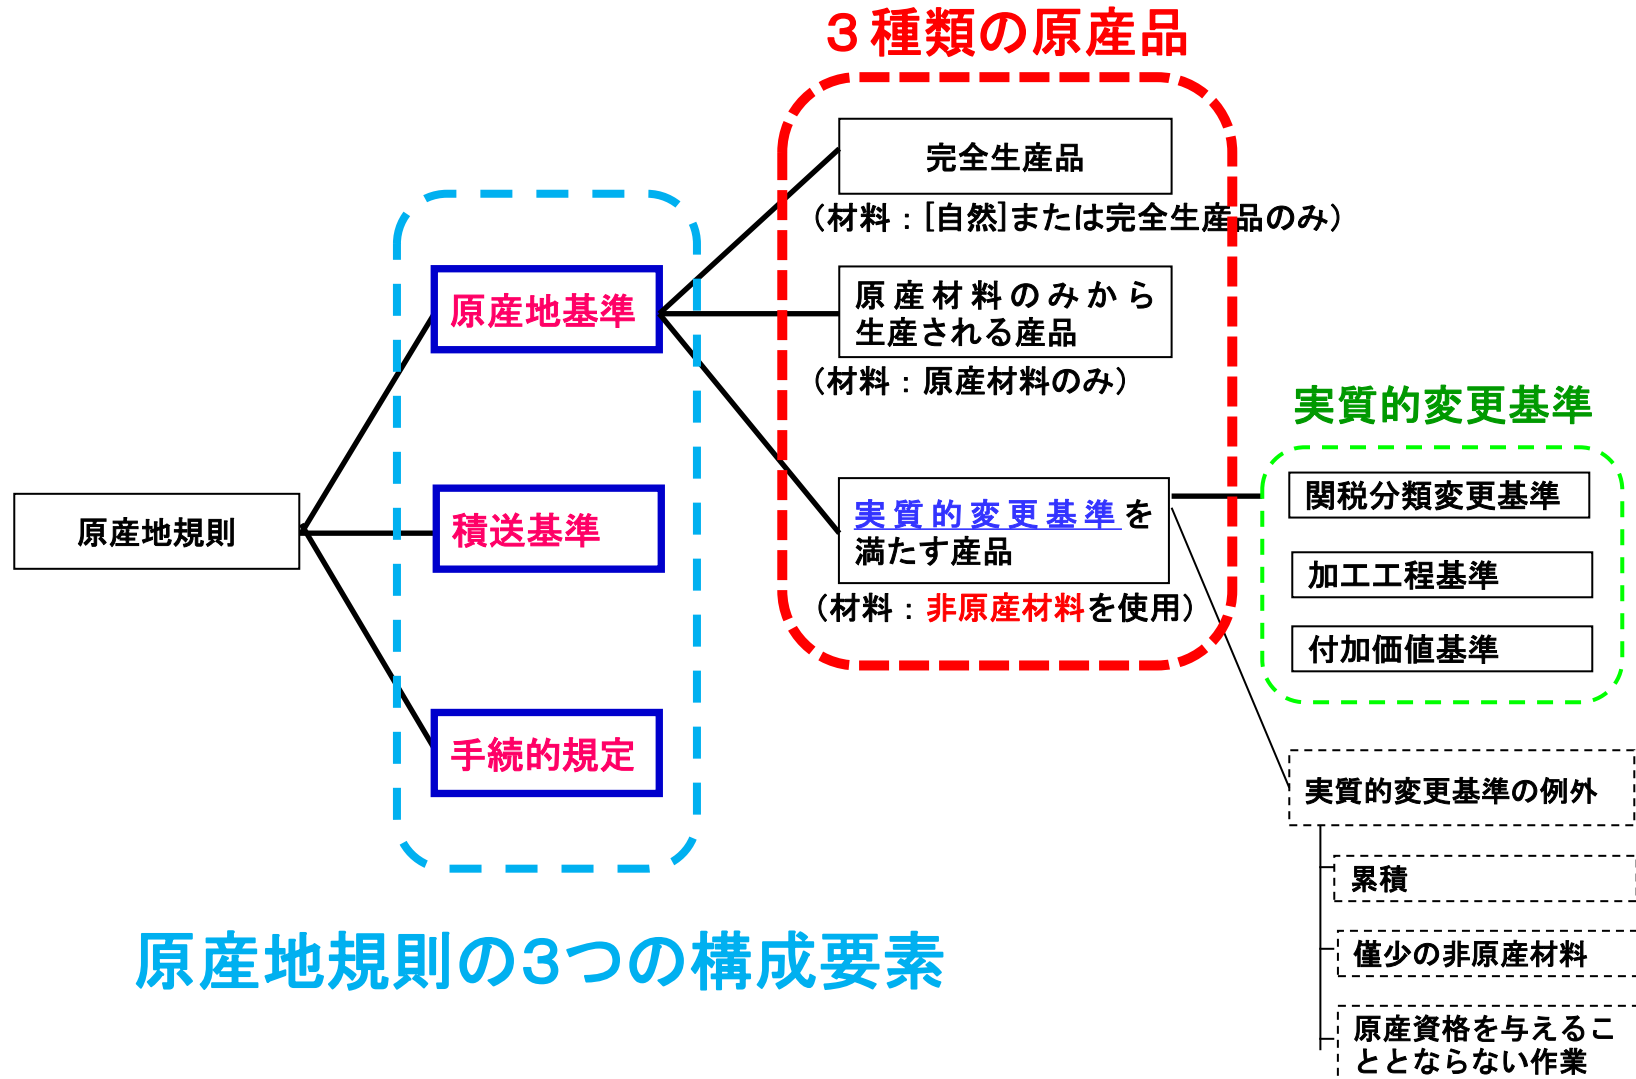 3種類の原産品
完全生産品
(材料:[自然]または完全生産品のみ)
原産地基準
原産材料のみから
生産される産品
(材料:原産材料のみ)
実質的変更基準
関税分類変更基準
実質的変更基準を
満たす産品
積送基準
原産地規則
加工工程基準
(材料:非原産材料を使用)
付加価値基準
手続的規定
実質的変更基準の例外
累積
原産地規則の3つの構成要素
僅少の非原産材料
原産資格を与えるこ
ととならない作業